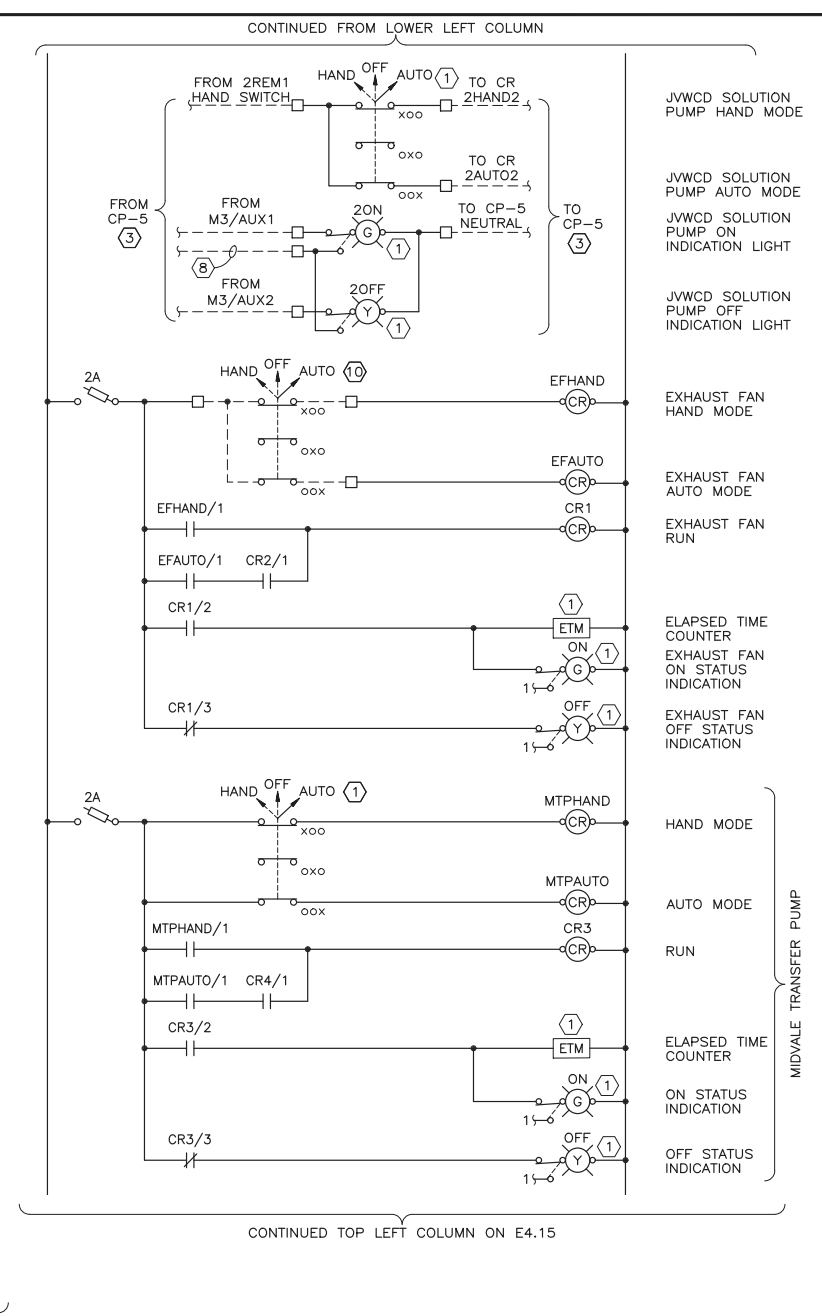 CONTINUED FROM LOWER LEFT COLUMN
HAND OFF AUTO 1
FROM 2REM1
HAND SWITCH
TO CR
2HAND2
XOO
JVWCD SOLUTION
PUMP HAND MODE
OXO
TO CR
2AUTO2
OOX
JVWCD SOLUTION
PUMP AUTO MODE
FROM
CP-5
3
FROM
M3/AUX1
2ON
G
1
TO CP-5
NEUTRAL
TO
CP-5
3
JVWCD SOLUTION
PUMP ON
INDICATION LIGHT
8
FROM
M3/AUX2
2OFF
Y
1
JVWCD SOLUTION
PUMP OFF
INDICATION LIGHT
2A
HAND OFF AUTO 10
XOO
EFHAND
CR
EXHAUST FAN
HAND MODE
OXO
OOX
EFAUTO
CR
EXHAUST FAN
AUTO MODE
EFHAND/1
CR1
CR
EXHAUST FAN
RUN
EFAUTO/1 CR2/1
CR1/2
1
ETM
ELAPSED TIME
COUNTER
ON
G
1
1
EXHAUST FAN
ON STATUS
INDICATION
CR1/3
OFF
Y
1
1
EXHAUST FAN
OFF STATUS
INDICATION
2A
HAND OFF AUTO 1
XOO
MTPHAND
CR
HAND MODE
OXO
OOX
MTPAUTO
CR
AUTO MODE
MTPHAND/1
CR3
CR
RUN
MTPAUTO/1 CR4/1
CR3/2
1
ETM
ELAPSED TIME
COUNTER
ON
G
1
1
ON STATUS
INDICATION
CR3/3
OFF
Y
1
1
OFF STATUS
INDICATION
MIDVALE TRANSFER PUMP
CONTINUED TOP LEFT COLUMN ON E4.15